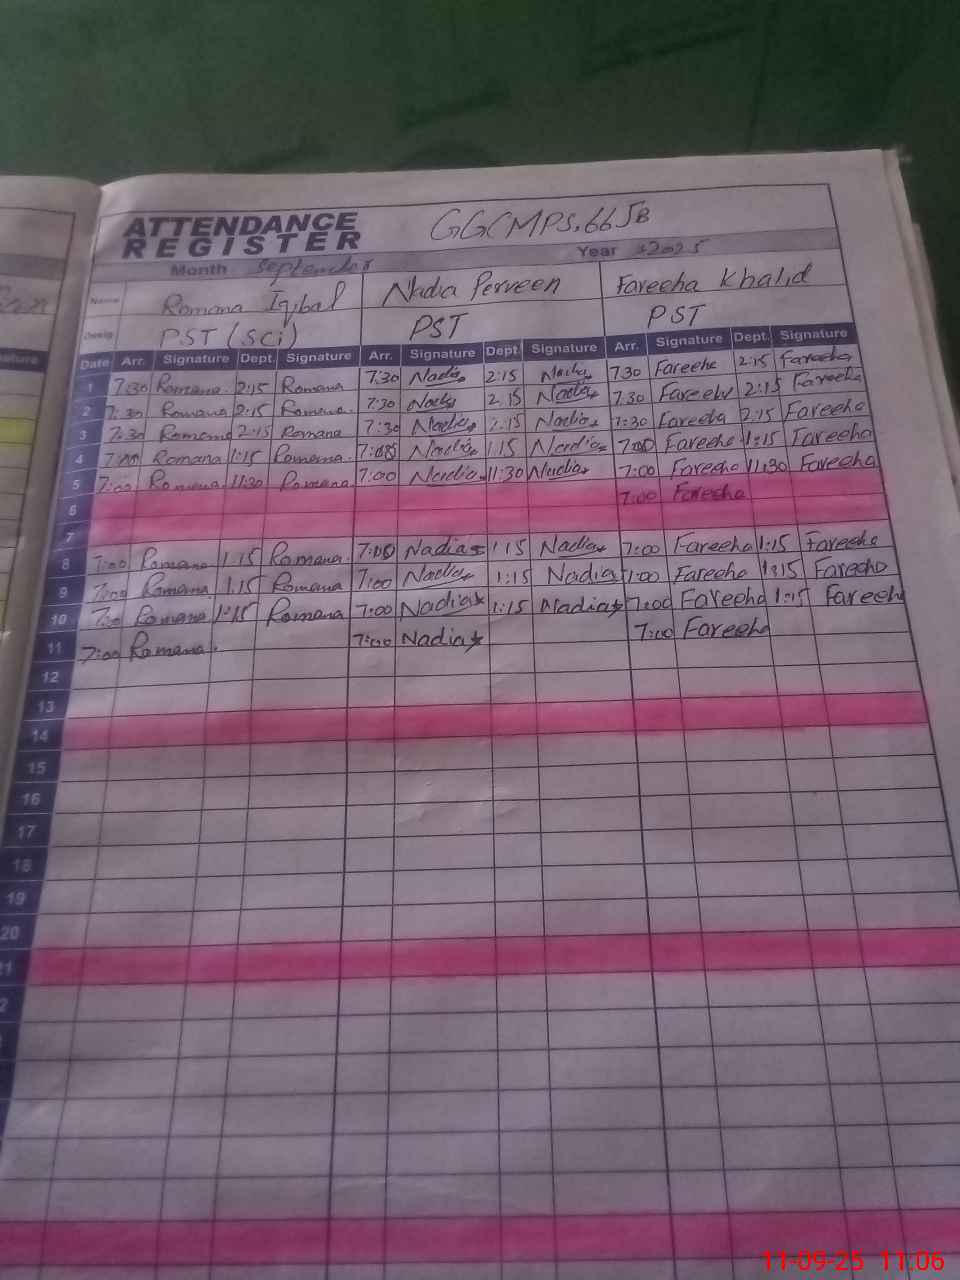 ATTENDANCE
REGISTER
GGCMPS.66JB
Month September
Year 2025
Name Romana Iqbal Nadia Perveen Fareeha Khalid
Desig PST (Sci) PST PST
Date Arr. Signature Dept. Signature Arr. Signature Dept. Signature Arr. Signature Dept. Signature
1 7:30 Romana 2:15 Romana 7:30 Nadia 2:15 Nadia 7:30 Fareeha 2:15 Fareeha
2 7:30 Romana 2:15 Romana 7:30 Nadia 2:15 Nadia 7:30 Fareeha 2:15 Fareeha
3 7:30 Romana 2:15 Romana 7:30 Nadia 2:15 Nadia 7:30 Fareeha 2:15 Fareeha
4 7:00 Romana 1:15 Romana 7:00 Nadia 1:15 Nadia 7:00 Fareeha 1:15 Fareeha
5 7:00 Romana 11:30 Romana 7:00 Nadia 11:30 Nadia 7:00 Fareeha 11:30 Fareeha
6 7:00 Fareeha
7
8 7:00 Romana 1:15 Romana 7:00 Nadia 1:15 Nadia 7:00 Fareeha 1:15 Fareeha
9 7:00 Romana 1:15 Romana 7:00 Nadia 1:15 Nadia 7:00 Fareeha 1:15 Fareeha
10 7:00 Romana 1:15 Romana 7:00 Nadia 1:15 Nadia 7:00 Fareeha 1:15 Fareeha
11 7:00 Romana 7:00 Nadia 7:00 Fareeha
12
13
14
15
16
17
18
19
20
11-09-25 11:06